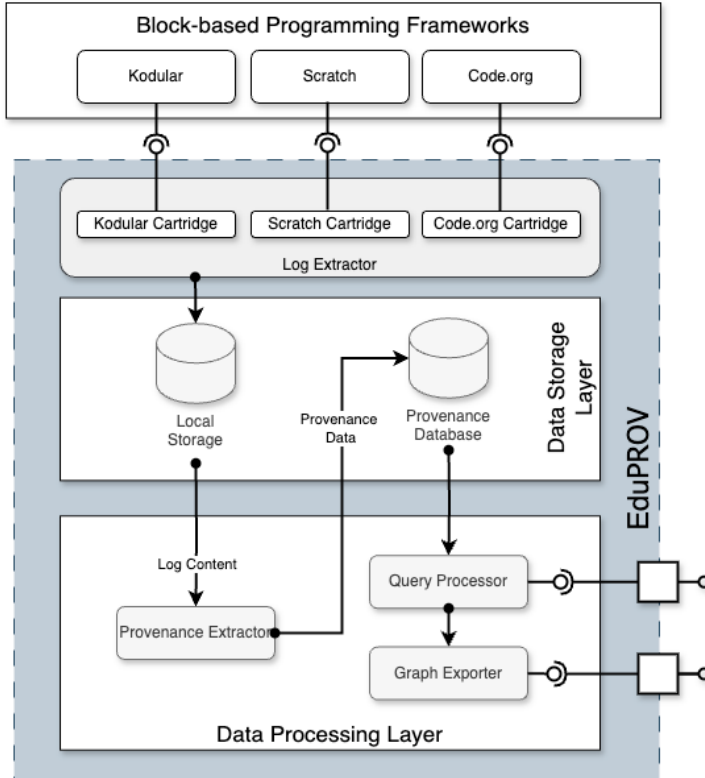 Block-based Programming Frameworks
Kodular
Scratch
Code.org
Kodular Cartridge
Scratch Cartridge
Code.org Cartridge
Log Extractor
Local
Storage
Provenance
Data
Provenance
Database
Data Storage
Layer
EduPROV
Log Content
Provenance Extractor
Query Processor
Graph Exporter
Data Processing Layer